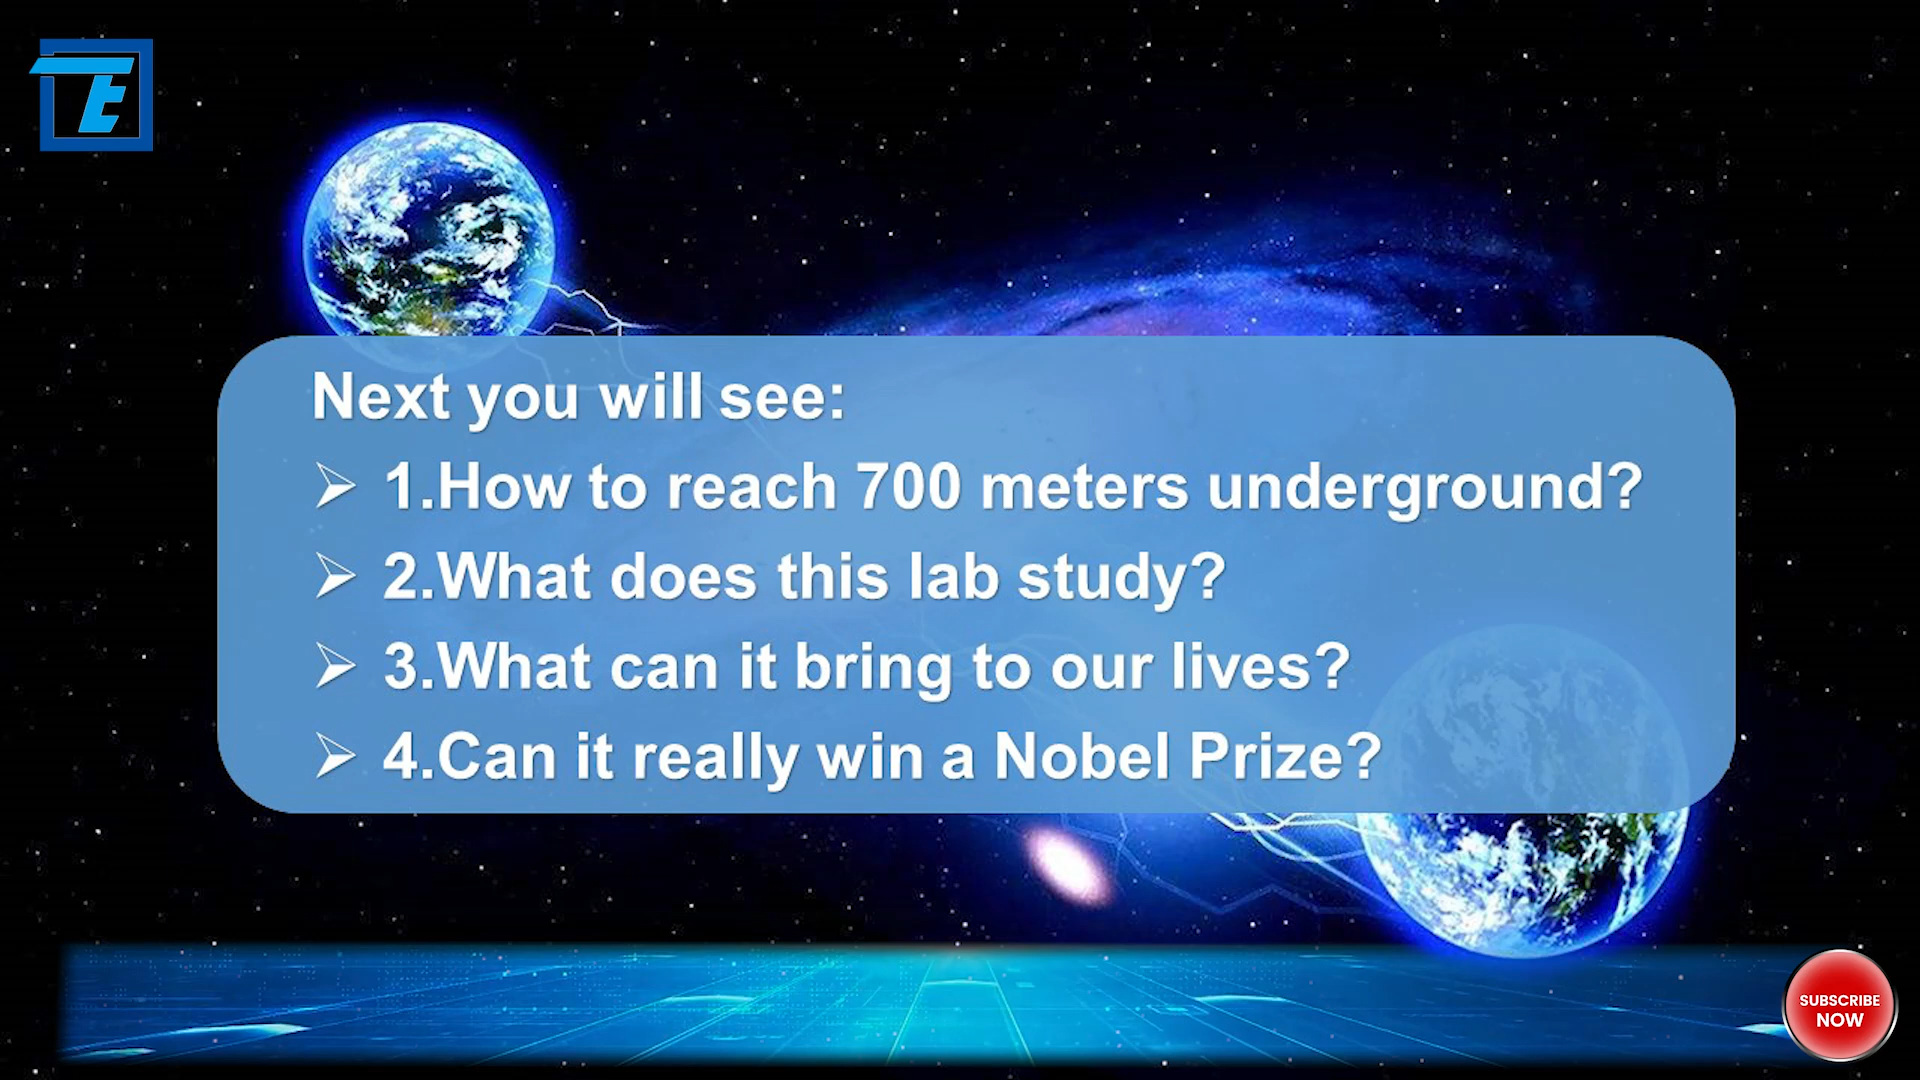 TE
Next you will see:
➢ 1.How to reach 700 meters underground?
➢ 2.What does this lab study?
➢ 3.What can it bring to our lives?
➢ 4.Can it really win a Nobel Prize?
SUBSCRIBE
NOW